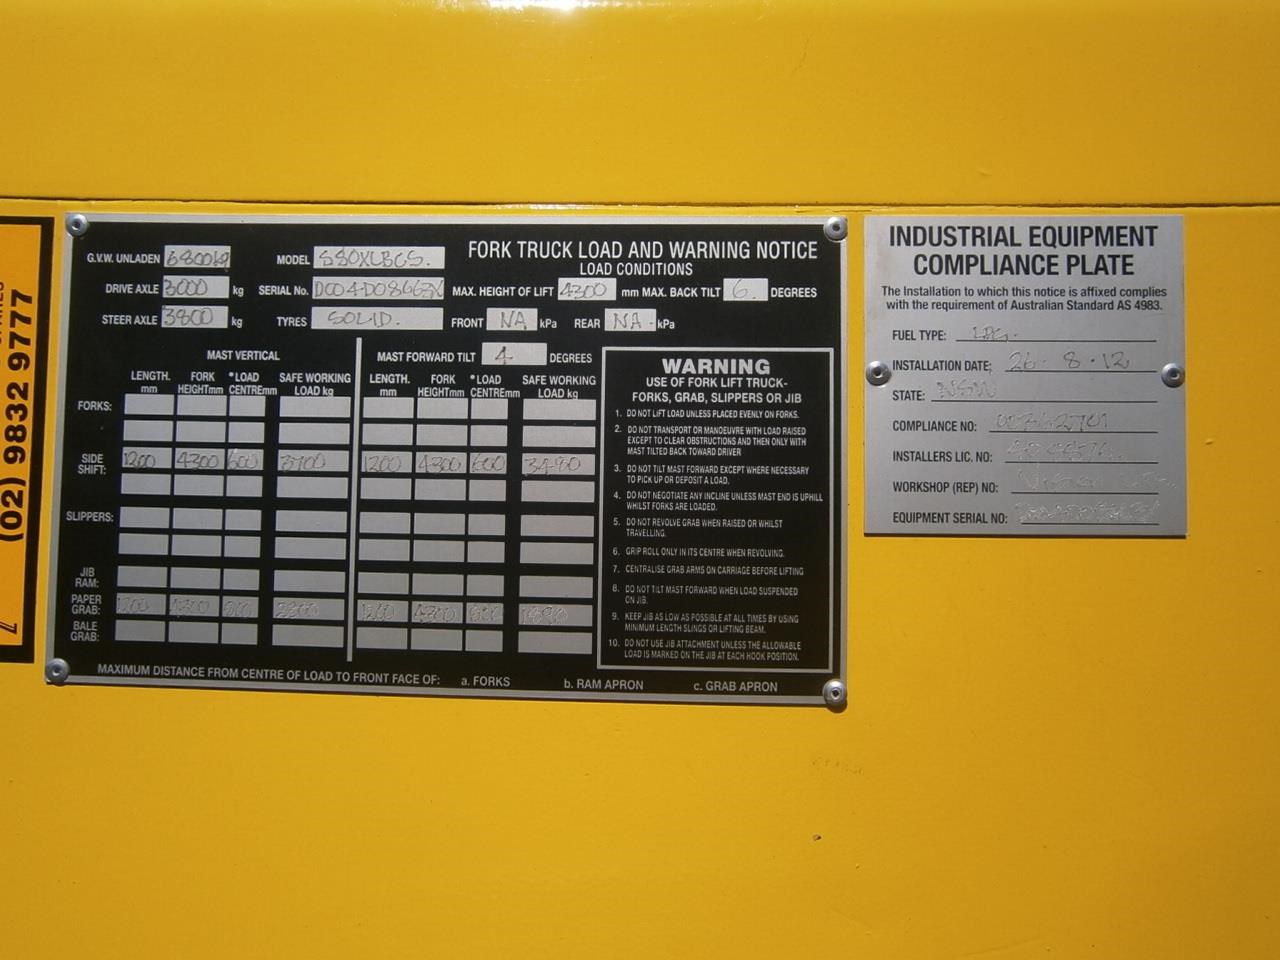 (02) 9832 9777
FORK TRUCK LOAD AND WARNING NOTICE
LOAD CONDITIONS
G.V.W. UNLADEN 6800kg MODEL S80XLBCS.
DRIVE AXLE 3000 kg SERIAL No. MAX. HEIGHT OF LIFT 4300 mm MAX. BACK TILT 6. DEGREES
STEER AXLE 3800 kg TYRES SOLID. FRONT NA kPa REAR NA. kPa
MAST VERTICAL MAST FORWARD TILT 4 DEGREES
LENGTH. mm FORK HEIGHTmm *LOAD CENTREmm SAFE WORKING LOAD kg LENGTH. mm FORK HEIGHTmm *LOAD CENTREmm SAFE WORKING LOAD kg
FORKS:
SIDE SHIFT: 1200 4300 600 3700 1200 4300 600 3480
SLIPPERS:
JIB RAM:
PAPER GRAB: 1200 4300 4300
BALE GRAB:
MAXIMUM DISTANCE FROM CENTRE OF LOAD TO FRONT FACE OF: a. FORKS b. RAM APRON c. GRAB APRON
WARNING
USE OF FORK LIFT TRUCK-
FORKS, GRAB, SLIPPERS OR JIB
1. DO NOT LIFT LOAD UNLESS PLACED EVENLY ON FORKS.
2. DO NOT TRANSPORT OR MANOEUVRE WITH LOAD RAISED
EXCEPT TO CLEAR OBSTRUCTIONS AND THEN ONLY WITH
MAST TILTED BACK TOWARD DRIVER
3. DO NOT TILT MAST FORWARD EXCEPT WHERE NECESSARY
TO PICK UP OR DEPOSIT A LOAD.
4. DO NOT NEGOTIATE ANY INCLINE UNLESS MAST END IS UPHILL
WHILST FORKS ARE LOADED.
5. DO NOT REVOLVE GRAB WHEN RAISED OR WHILST
TRAVELLING.
6. GRIP ROLL ONLY IN ITS CENTRE WHEN REVOLVING.
7. CENTRALISE GRAB ARMS ON CARRIAGE BEFORE LIFTING
8. DO NOT TILT MAST FORWARD WHEN LOAD SUSPENDED
ON JIB.
9. KEEP JIB AS LOW AS POSSIBLE AT ALL TIMES BY USING
MINIMUM LENGTH SLINGS OR LIFTING BEAM.
10. DO NOT USE JIB ATTACHMENT UNLESS THE ALLOWABLE
LOAD IS MARKED ON THE JIB AT EACH HOOK POSITION.
INDUSTRIAL EQUIPMENT
COMPLIANCE PLATE
The Installation to which this notice is affixed complies
with the requirement of Australian Standard AS 4983.
FUEL TYPE: LPG.
INSTALLATION DATE: 26. 8. 12
STATE: NSW
COMPLIANCE NO:
INSTALLERS LIC. NO:
WORKSHOP (REP) NO:
EQUIPMENT SERIAL NO: